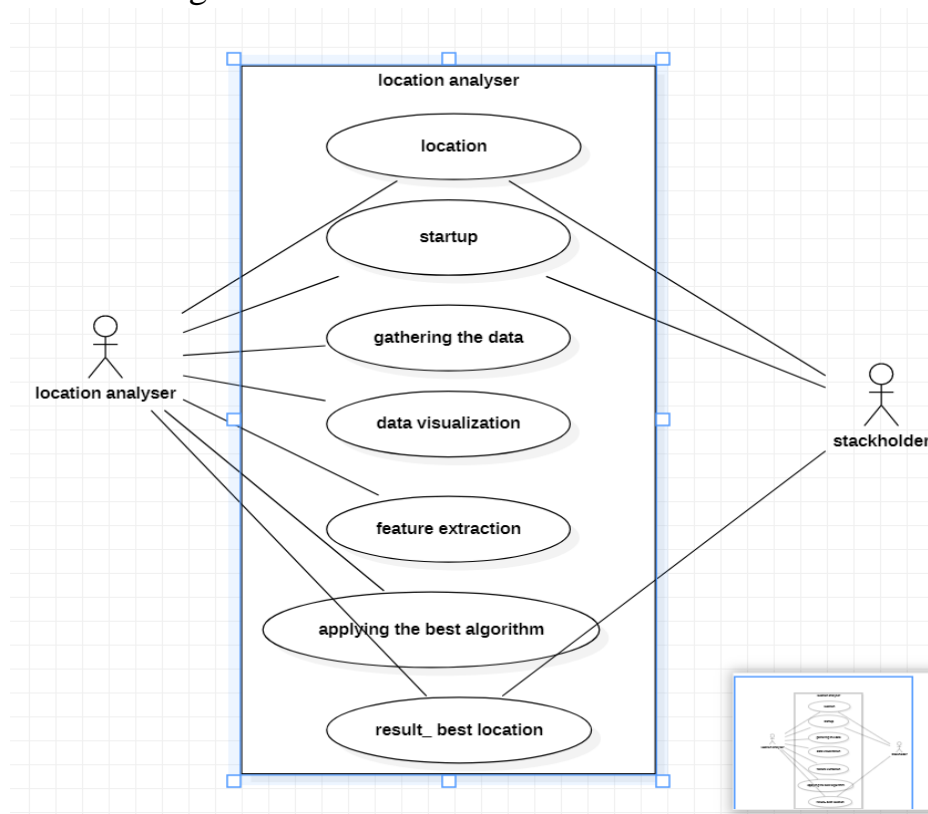 location analyser
location
startup
gathering the data
location analyser
data visualization
stackholder
feature extraction
applying the best algorithm
result_ best location